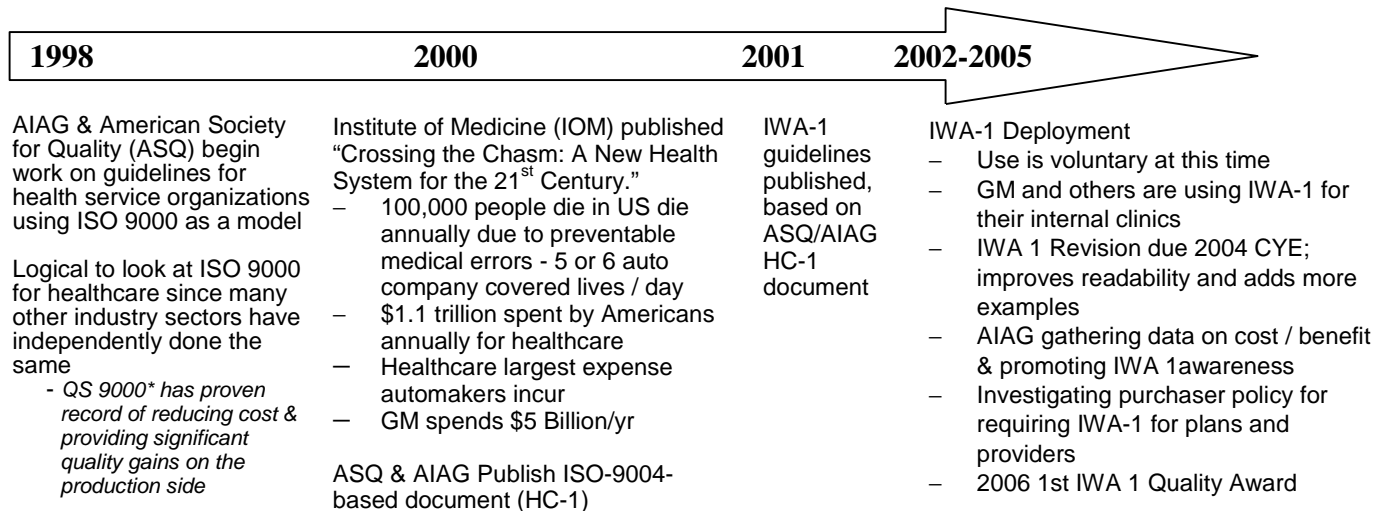 1998 2000 2001 2002-2005
AIAG & American Society
for Quality (ASQ) begin
work on guidelines for
health service organizations
using ISO 9000 as a model
Logical to look at ISO 9000
for healthcare since many
other industry sectors have
independently done the
same
- QS 9000* has proven
record of reducing cost &
providing significant
quality gains on the
production side
Institute of Medicine (IOM) published
“Crossing the Chasm: A New Health
System for the 21st Century.”
– 100,000 people die in US die
annually due to preventable
medical errors - 5 or 6 auto
company covered lives / day
– $1.1 trillion spent by Americans
annually for healthcare
– Healthcare largest expense
automakers incur
– GM spends $5 Billion/yr
ASQ & AIAG Publish ISO-9004-
based document (HC-1)
IWA-1
guidelines
published,
based on
ASQ/AIAG
HC-1
document
IWA-1 Deployment
– Use is voluntary at this time
– GM and others are using IWA-1 for
their internal clinics
– IWA 1 Revision due 2004 CYE;
improves readability and adds more
examples
– AIAG gathering data on cost / benefit
& promoting IWA 1awareness
– Investigating purchaser policy for
requiring IWA-1 for plans and
providers
– 2006 1st IWA 1 Quality Award